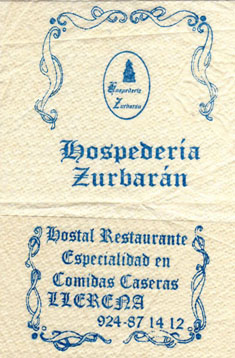 Hospedería
Zurbarán
Hospedería
Zurbarán
Hostal Restaurante
Especialidad en
Comidas Caseras
LLERENA
924-87 14 12